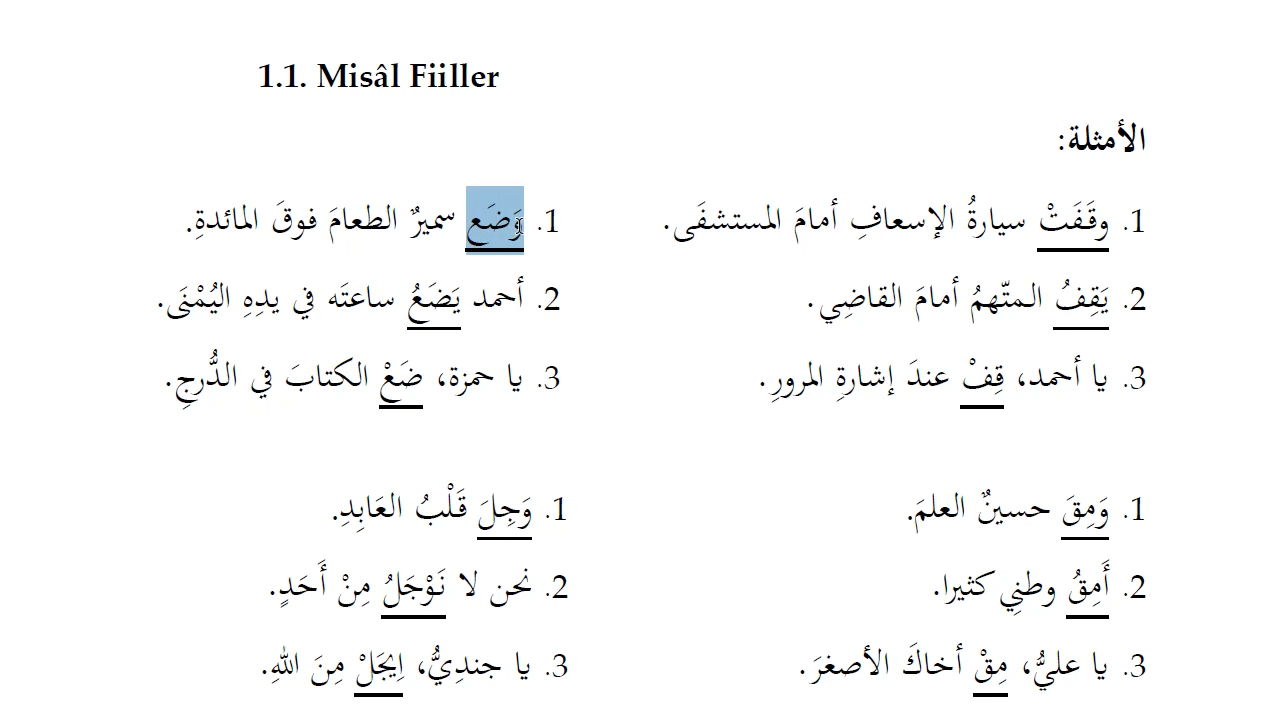 1.1. Misâl Fiiller
الأمثلة:
1. وقَفَتْ سيارةُ الإسعافِ أمامَ المستشفَى.
2. يَقِفُ المتّهمُ أمامَ القاضِي.
3. يا أحمد، قِفْ عندَ إشارةِ المرورِ.
1. وَضَع سميرٌ الطعامَ فوقَ المائدةِ.
2. أحمد يَضَعُ ساعتَه في يدِهِ اليُمْنَى.
3. يا حمزة، ضَعْ الكتابَ في الدُّرجِ.
1. وَمِقَ حسينٌ العلمَ.
2. أَمِقُ وطنِي كثيرا.
3. يا عليُّ، مِقْ أخاكَ الأصغرَ.
1. وَجِلَ قَلْبُ العَابِدِ.
2. نحن لا نَوْجَلُ مِنْ أَحَدٍ.
3. يا جندِيُّ، اِيجَلْ مِنَ اللهِ.